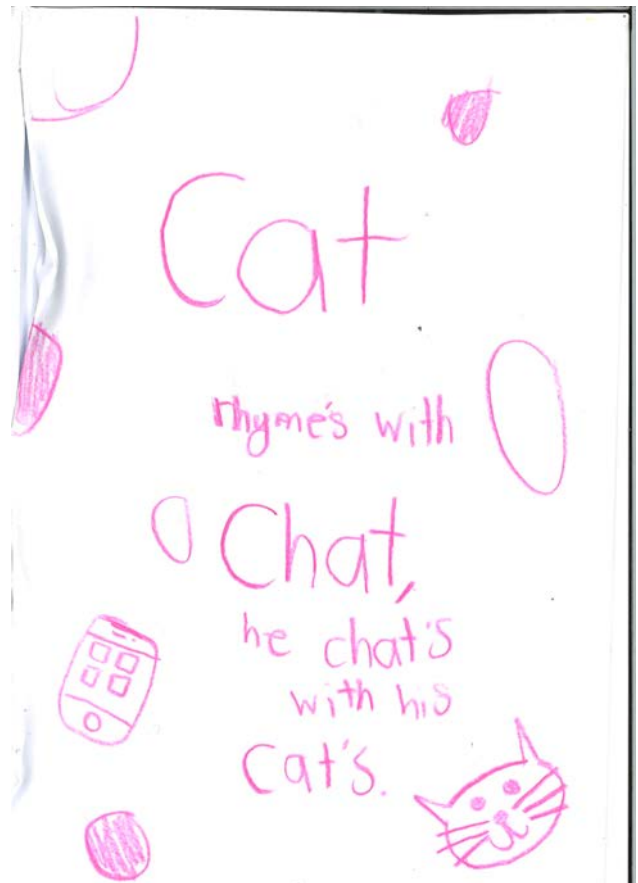 Cat
rhyme's with
Chat,
he chat's
with his
Cat's.